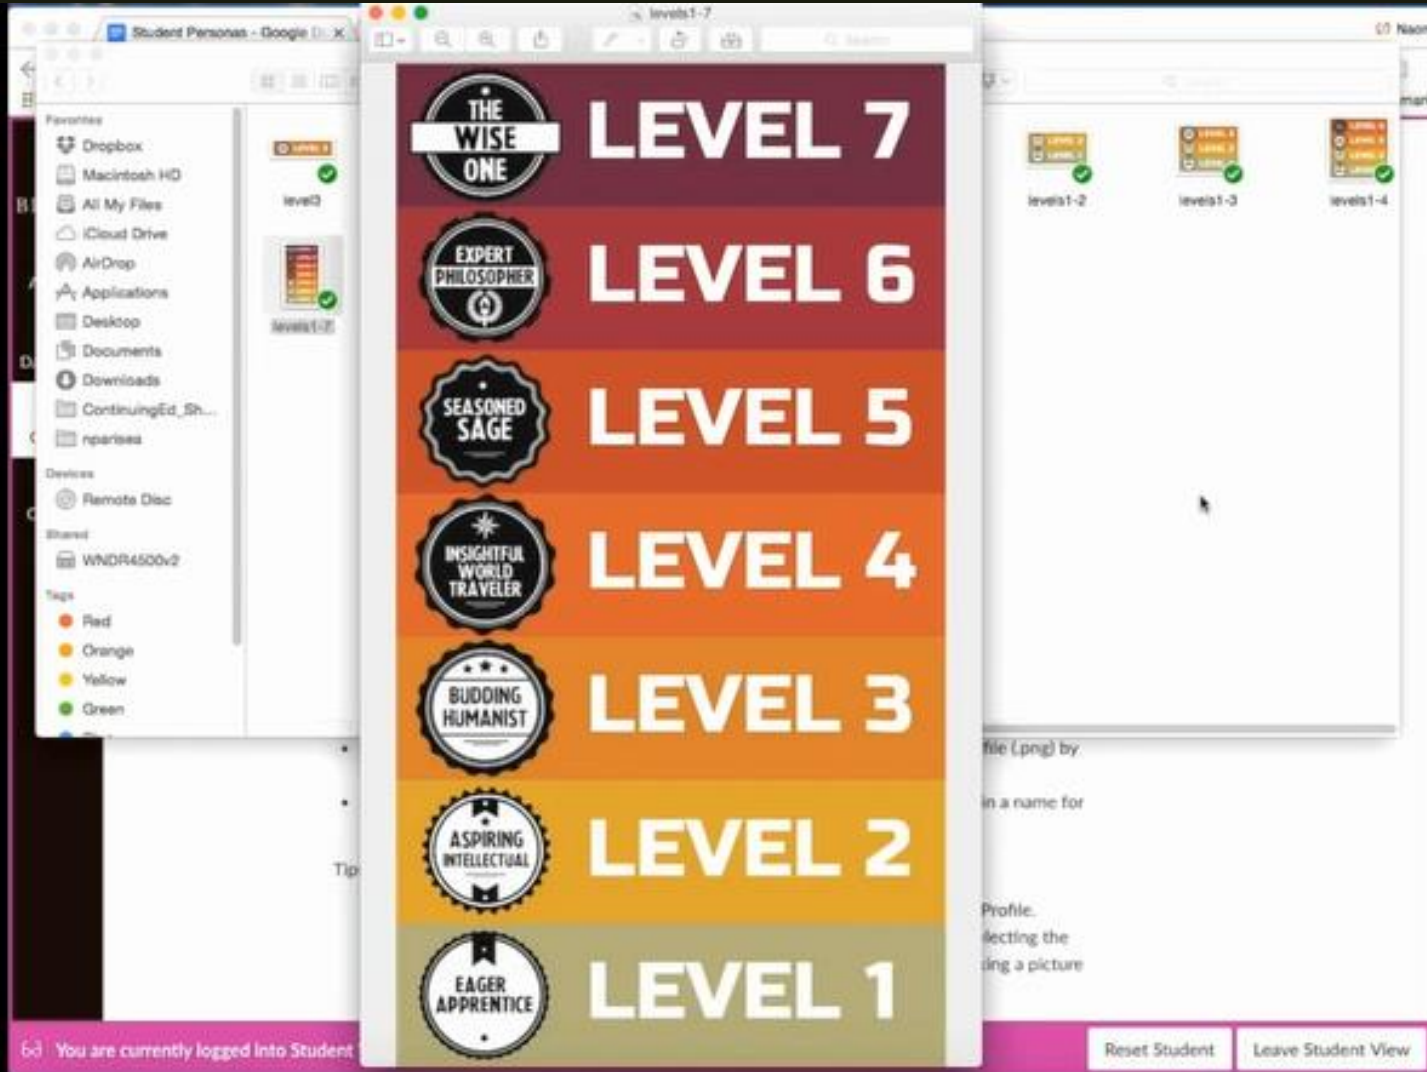 Student Personas - Google D
levels1-7
Naor
Favorites
Dropbox
Macintosh HD
All My Files
iCloud Drive
AirDrop
Applications
Desktop
Documents
Downloads
ContinuingEd_Sh...
nparisea
Devices
Remote Disc
Shared
WNDR4500v2
Tags
Red
Orange
Yellow
Green
level3
levels1-7
THE
WISE
ONE
LEVEL 7
EXPERT
PHILOSOPHER
LEVEL 6
SEASONED
SAGE
LEVEL 5
INSIGHTFUL
WORLD
TRAVELER
LEVEL 4
BUDDING
HUMANIST
LEVEL 3
ASPIRING
INTELLECTUAL
LEVEL 2
EAGER
APPRENTICE
LEVEL 1
levels1-2
levels1-3
levels1-4
file (.png) by
in a name for
Tip
Profile.
lecting the
ing a picture
You are currently logged into Student
Reset Student
Leave Student View